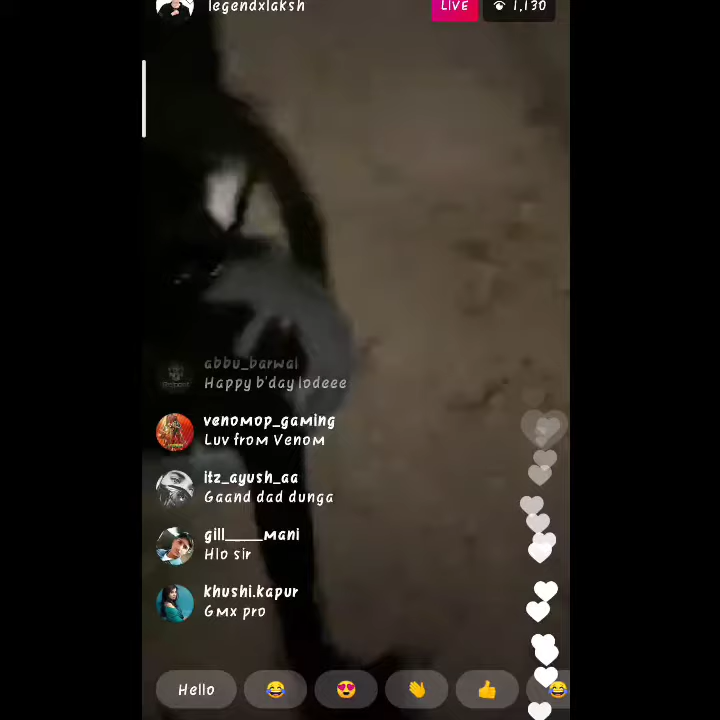 legendxlaksh
LIVE
1,130
abbu_barwal
Happy b'day lodeee
venomop_gaming
Luv from Venom
itz_ayush_aa
Gaand dad dunga
gill_____mani
Hlo sir
khushi.kapur
Gmx pro
Hello